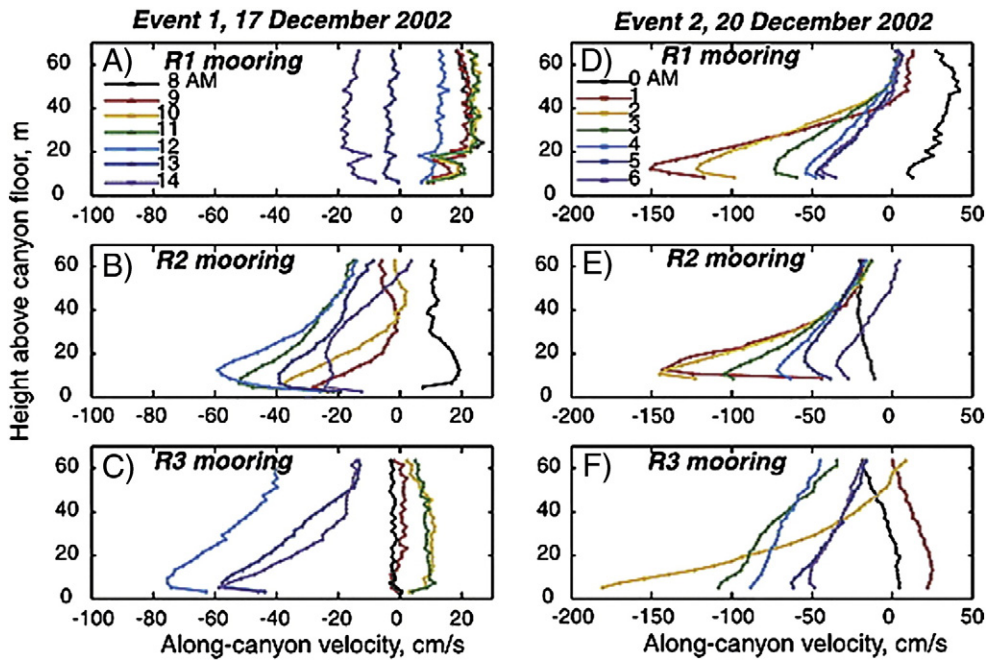 Event 1, 17 December 2002
Event 2, 20 December 2002
Height above canyon floor, m
A) R1 mooring
8 AM
9
10
11
12
13
14
60
40
20
0
-100 -80 -60 -40 -20 0 20
B) R2 mooring
60
40
20
0
-100 -80 -60 -40 -20 0 20
C) R3 mooring
60
40
20
0
-100 -80 -60 -40 -20 0 20
Along-canyon velocity, cm/s
D) R1 mooring
0 AM
1
2
3
4
5
6
60
40
20
0
-200 -150 -100 -50 0 50
E) R2 mooring
60
40
20
0
-200 -150 -100 -50 0 50
F) R3 mooring
60
40
20
0
-200 -150 -100 -50 0 50
Along-canyon velocity, cm/s